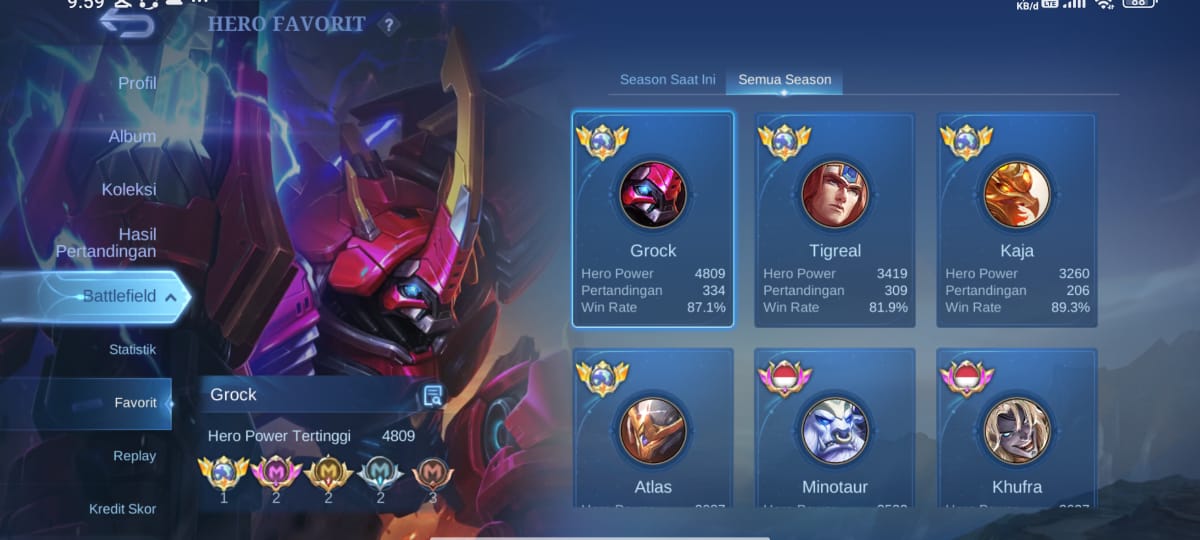 9:59
KB/d LTE 88
HERO FAVORIT ?
Profil
Album
Koleksi
Hasil
Pertandingan
Battlefield
Statistik
Favorit
Replay
Kredit Skor
Grock
Hero Power Tertinggi 4809
1 2 2 2 3
Season Saat Ini Semua Season
Grock
Hero Power 4809
Pertandingan 334
Win Rate 87.1%
Tigreal
Hero Power 3419
Pertandingan 309
Win Rate 81.9%
Kaja
Hero Power 3260
Pertandingan 206
Win Rate 89.3%
Atlas
Minotaur
Khufra